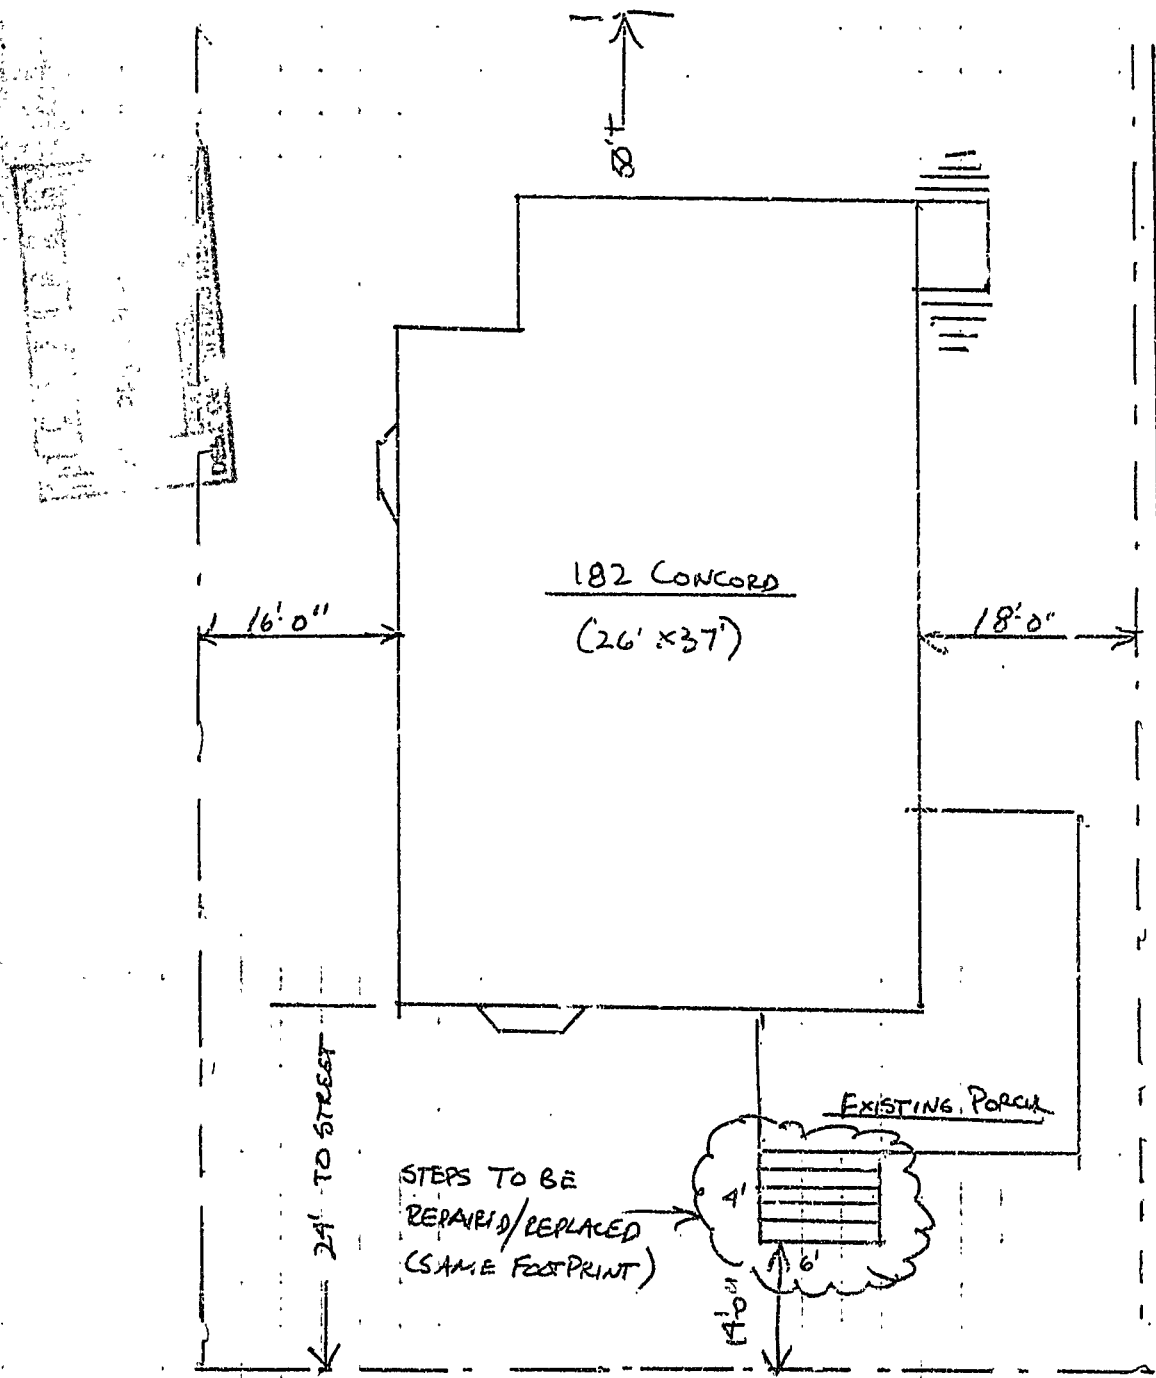 182 CONCORD
(26' x 37')
16'-0"
18'-0"
EXISTING PORCH
STEPS TO BE
REPAIRED/REPLACED
(SAME FOOTPRINT)
4'
6'
14'-0"
24' TO STREET